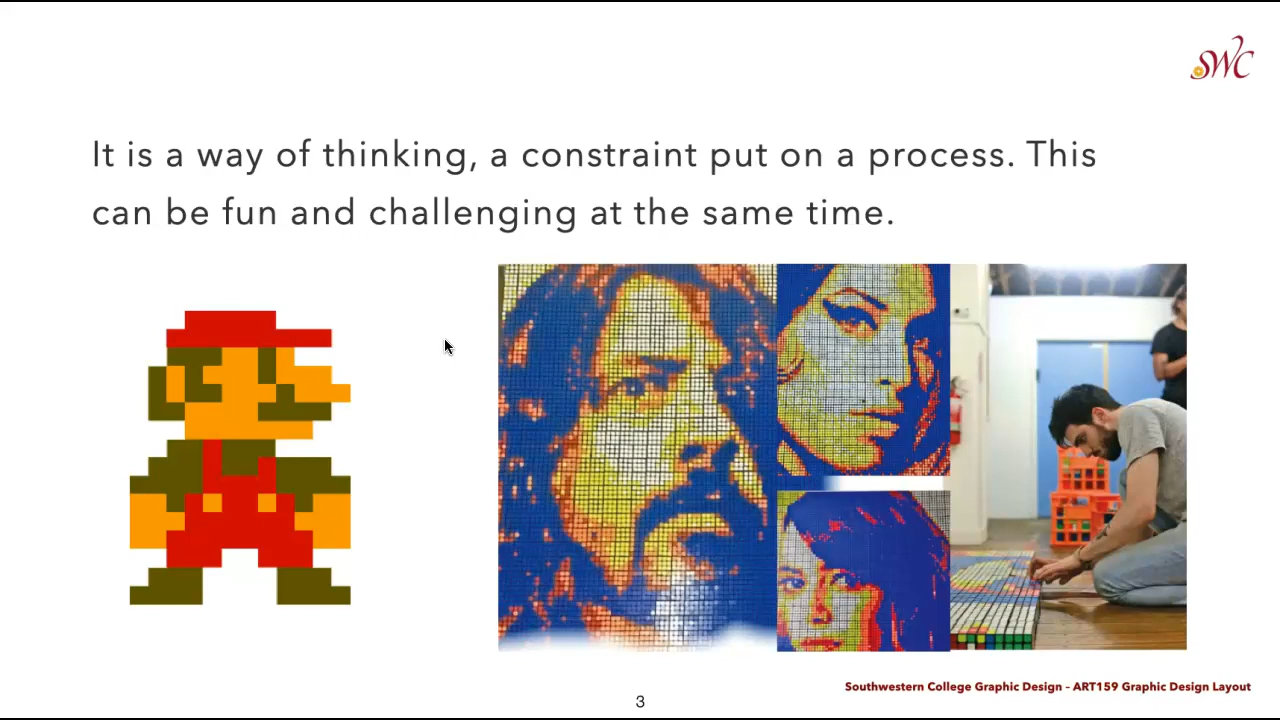 SWC
It is a way of thinking, a constraint put on a process. This
can be fun and challenging at the same time.
Southwestern College Graphic Design – ART159 Graphic Design Layout
3